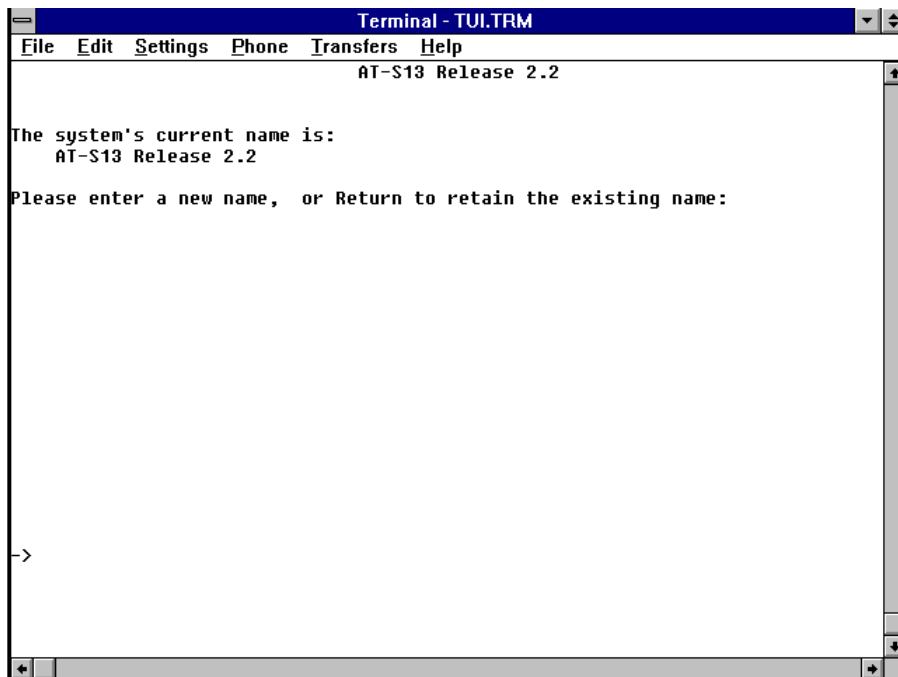 Terminal - TUI.TRM
File Edit Settings Phone Transfers Help
AT-S13 Release 2.2
The system's current name is:
AT-S13 Release 2.2
Please enter a new name,  or Return to retain the existing name:
->